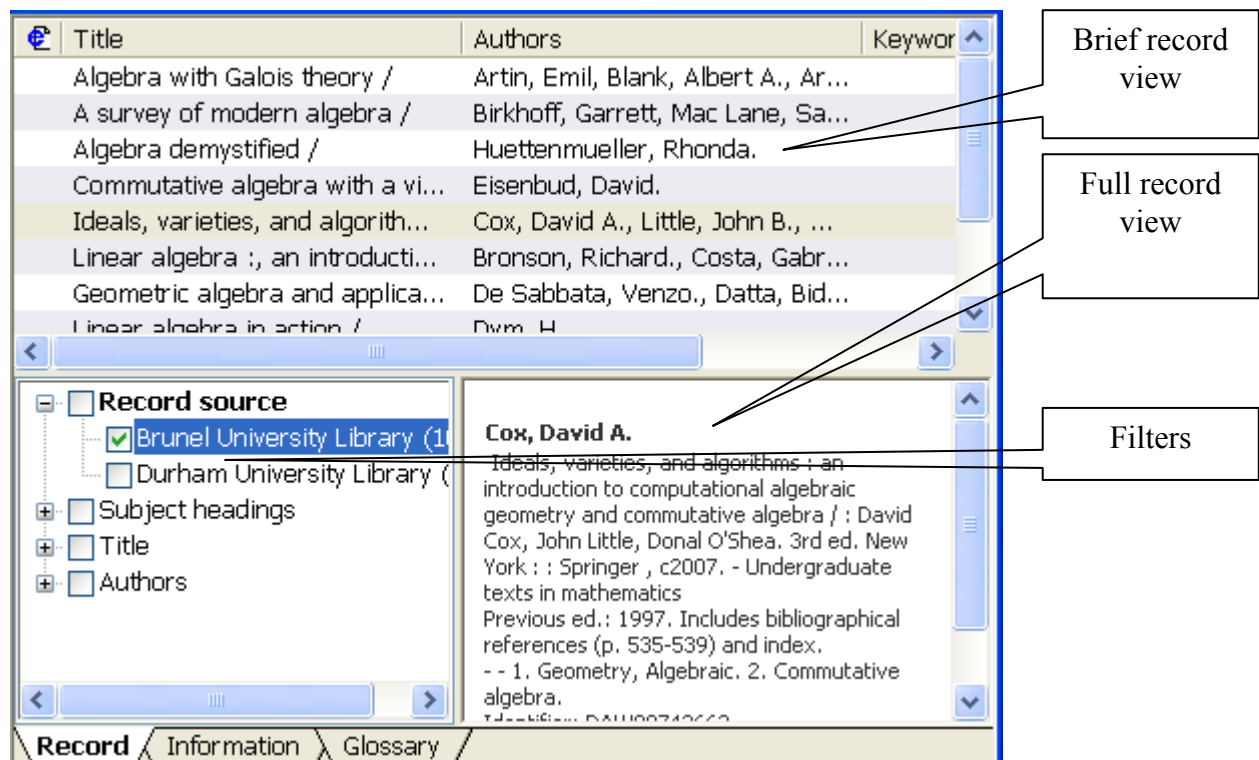 Title Authors Keywor
Algebra with Galois theory / Artin, Emil, Blank, Albert A., Ar...
A survey of modern algebra / Birkhoff, Garrett, Mac Lane, Sa...
Algebra demystified / Huettenmueller, Rhonda.
Commutative algebra with a vi... Eisenbud, David.
Ideals, varieties, and algorith... Cox, David A., Little, John B., ...
Linear algebra :, an introducti... Bronson, Richard., Costa, Gabr...
Geometric algebra and applica... De Sabbata, Venzo., Datta, Bid...
Linear algebra in action / Dym, H
Brief record
view
Full record
view
Filters
Record source
Brunel University Library (1
Durham University Library (
Subject headings
Title
Authors
Cox, David A.
Ideals, varieties, and algorithms : an
introduction to computational algebraic
geometry and commutative algebra / : David
Cox, John Little, Donal O'Shea. 3rd ed. New
York : : Springer , c2007. - Undergraduate
texts in mathematics
Previous ed.: 1997. Includes bibliographical
references (p. 535-539) and index.
- - 1. Geometry, Algebraic. 2. Commutative
algebra.
Record Information Glossary